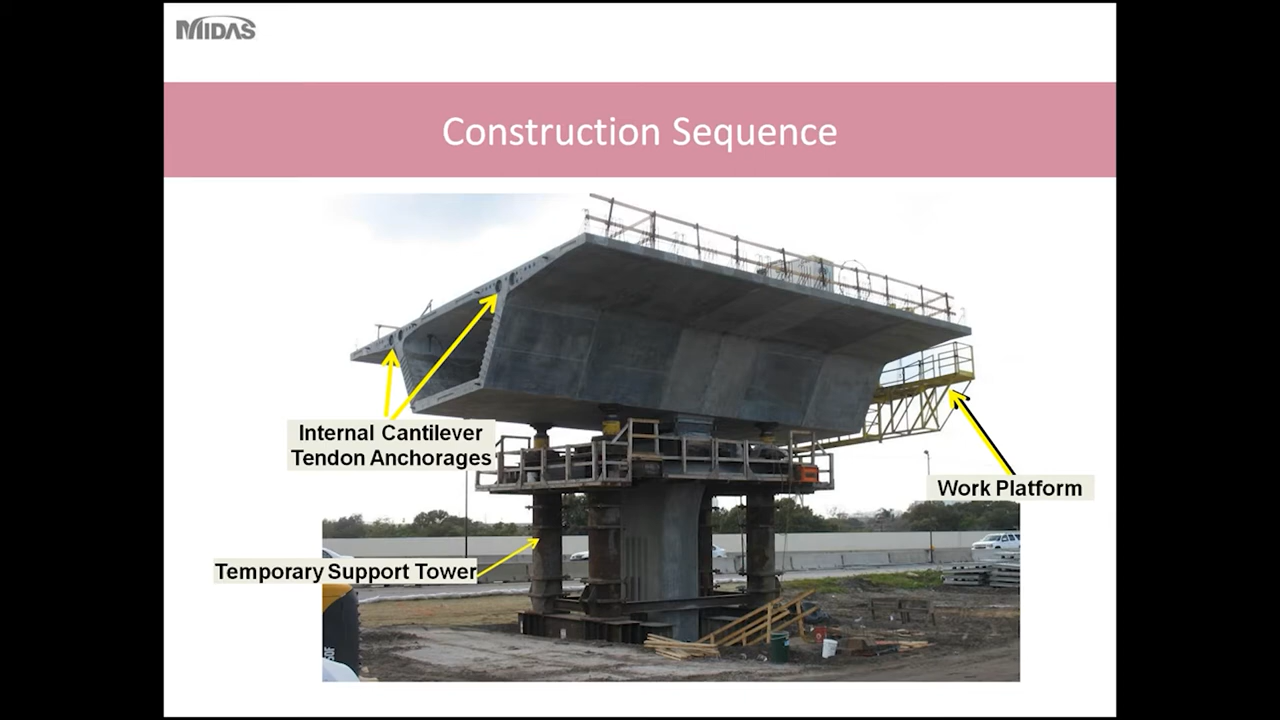 MIDAS
Construction Sequence
Internal Cantilever
Tendon Anchorages
Work Platform
Temporary Support Tower